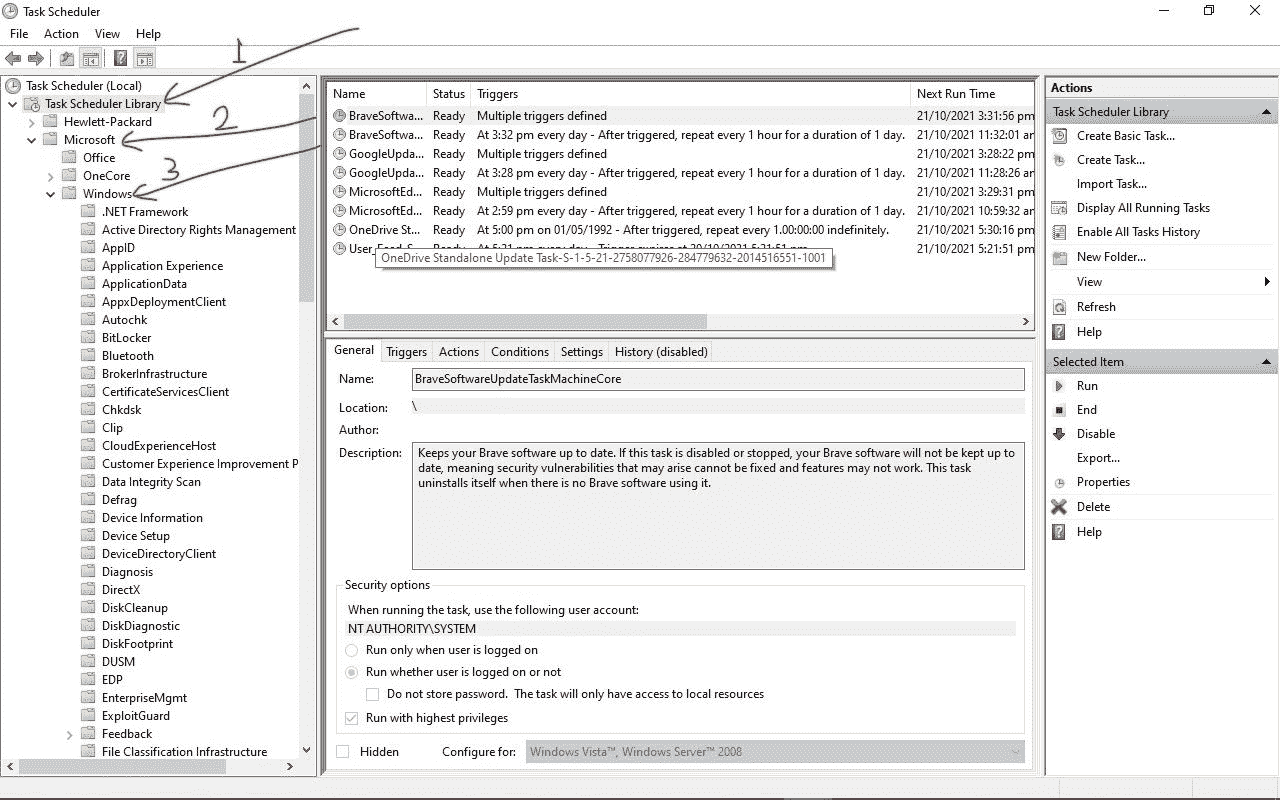 Task Scheduler
File Action View Help
1
2
3
Task Scheduler (Local)
Task Scheduler Library
Hewlett-Packard
Microsoft
Office
OneCore
Windows
.NET Framework
Active Directory Rights Management
AppID
Application Experience
ApplicationData
AppxDeploymentClient
Autochk
BitLocker
Bluetooth
BrokerInfrastructure
CertificateServicesClient
Chkdsk
Clip
CloudExperienceHost
Customer Experience Improvement P
Data Integrity Scan
Defrag
Device Information
Device Setup
DeviceDirectoryClient
Diagnosis
DirectX
DiskCleanup
DiskDiagnostic
DiskFootprint
DUSM
EDP
EnterpriseMgmt
ExploitGuard
Feedback
File Classification Infrastructure
Name Status Triggers Next Run Time
BraveSoftwa... Ready Multiple triggers defined 21/10/2021 3:31:56 pm
BraveSoftwa... Ready At 3:32 pm every day - After triggered, repeat every 1 hour for a duration of 1 day. 21/10/2021 11:32:01 am
GoogleUpda... Ready Multiple triggers defined 21/10/2021 3:28:22 pm
GoogleUpda... Ready At 3:28 pm every day - After triggered, repeat every 1 hour for a duration of 1 day. 21/10/2021 11:28:26 am
MicrosoftEd... Ready Multiple triggers defined 21/10/2021 3:29:31 pm
MicrosoftEd... Ready At 2:59 pm every day - After triggered, repeat every 1 hour for a duration of 1 day. 21/10/2021 10:59:32 am
OneDrive St... Ready At 5:00 pm on 01/05/1992 - After triggered, repeat every 1.00:00:00 indefinitely. 21/10/2021 5:30:16 pm
User_Feed_S... Ready At 5:21 pm every day - Trigger expires at 20/10/2031 5:21:51 pm. 21/10/2021 5:21:51 pm
OneDrive Standalone Update Task-S-1-5-21-2758077926-284779632-2014516551-1001
General Triggers Actions Conditions Settings History (disabled)
Name: BraveSoftwareUpdateTaskMachineCore
Location: \
Author:
Description: Keeps your Brave software up to date. If this task is disabled or stopped, your Brave software will not be kept up to
date, meaning security vulnerabilities that may arise cannot be fixed and features may not work. This task
uninstalls itself when there is no Brave software using it.
Security options
When running the task, use the following user account:
NT AUTHORITY\SYSTEM
Run only when user is logged on
Run whether user is logged on or not
Do not store password. The task will only have access to local resources
Run with highest privileges
Hidden Configure for: Windows Vista™, Windows Server™ 2008
Actions
Task Scheduler Library
Create Basic Task...
Create Task...
Import Task...
Display All Running Tasks
Enable All Tasks History
New Folder...
View
Refresh
Help
Selected Item
Run
End
Disable
Export...
Properties
Delete
Help